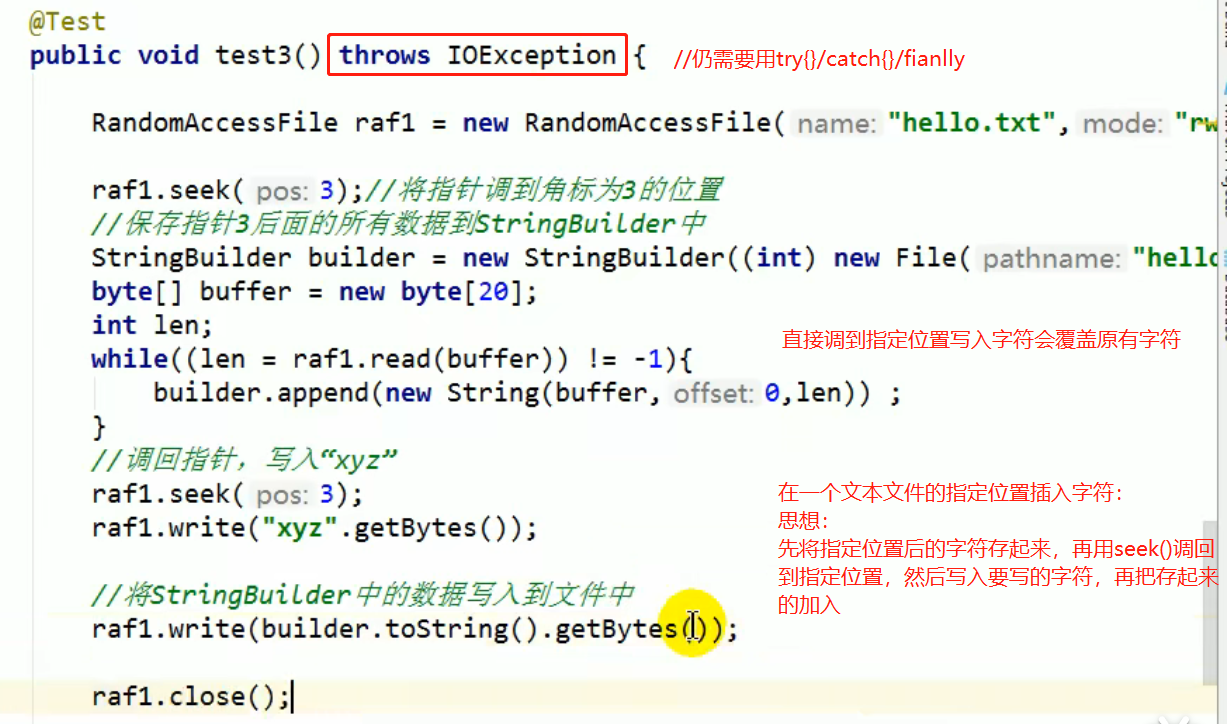 @Test
public void test3() throws IOException { //仍需要用try{}/catch{}/fianlly
RandomAccessFile raf1 = new RandomAccessFile( name: "hello.txt", mode: "rw
raf1.seek( pos: 3);//将指针调到角标为3的位置
//保存指针3后面的所有数据到StringBuilder中
StringBuilder builder = new StringBuilder((int) new File( pathname: "hello
byte[] buffer = new byte[20];
int len;
直接调到指定位置写入字符会覆盖原有字符
while((len = raf1.read(buffer)) != -1){
builder.append(new String(buffer, offset: 0,len)) ;
}
//调回指针，写入“xyz”
raf1.seek( pos: 3);
raf1.write("xyz".getBytes());
在一个文本文件的指定位置插入字符：
思想：
先将指定位置后的字符存起来，再用seek()调回
到指定位置，然后写入要写的字符，再把存起来
的加入
//将StringBuilder中的数据写入到文件中
raf1.write(builder.toString().getBytes());
raf1.close();